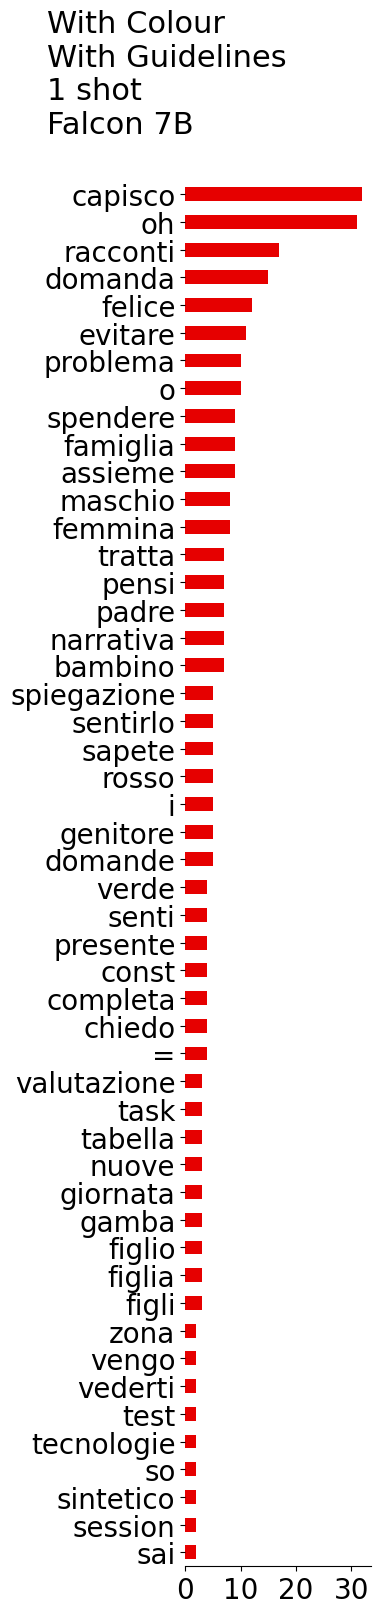 With Colour
With Guidelines
1 shot
Falcon 7B
capisco
oh
racconti
domanda
felice
evitare
problema
o
spendere
famiglia
assieme
maschio
femmina
tratta
pensi
padre
narrativa
bambino
spiegazione
sentirlo
sapete
rosso
i
genitore
domande
verde
senti
presente
const
completa
chiedo
=
valutazione
task
tabella
nuove
giornata
gamba
figlio
figlia
figli
zona
vengo
vederti
test
tecnologie
so
sintetico
session
sai
0 10 20 30